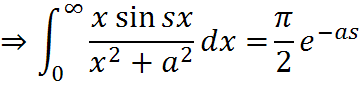 ⇒ ∫₀^∞ (x sin sx)/(x² + a²) dx = π/2 e^(−as)